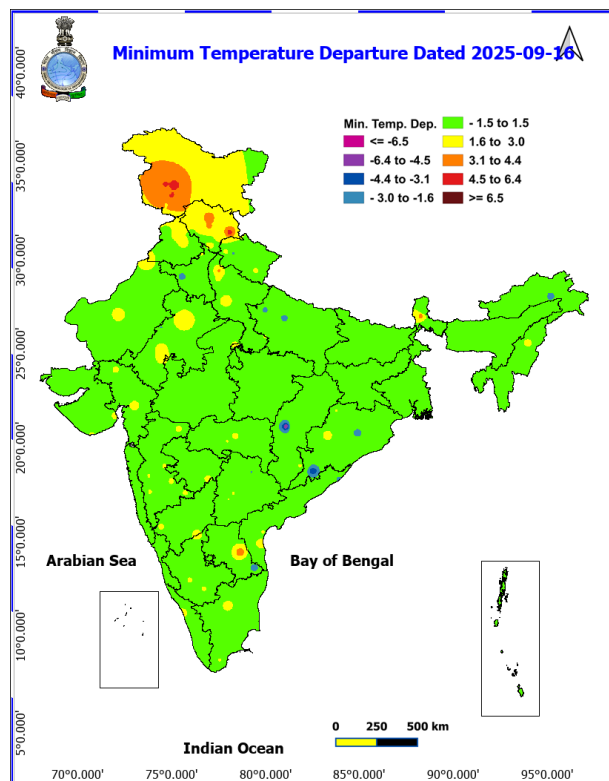 Minimum Temperature Departure Dated 2025-09-16
Min. Temp. Dep.
<= -6.5
-6.4 to -4.5
-4.4 to -3.1
- 3.0 to -1.6
- 1.5 to 1.5
1.6 to 3.0
3.1 to 4.4
4.5 to 6.4
>= 6.5
40°0.000'
35°0.000'
30°0.000'
25°0.000'
20°0.000'
15°0.000'
10°0.000'
5°0.000'
Arabian Sea
Bay of Bengal
0 250 500 km
Indian Ocean
70°0.000' 75°0.000' 80°0.000' 85°0.000' 90°0.000' 95°0.000'